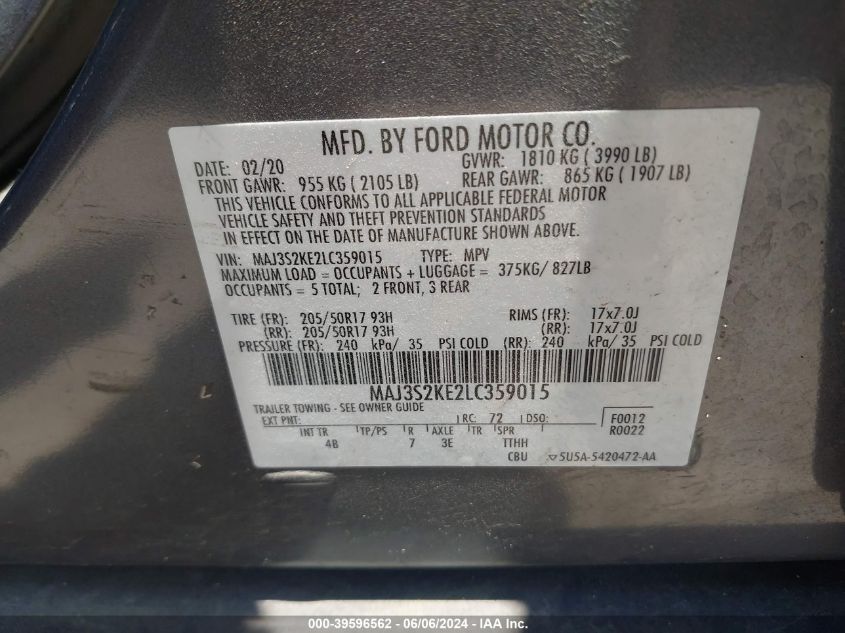 MFD. BY FORD MOTOR CO.
DATE: 02/20 GVWR: 1810 KG ( 3990 LB)
FRONT GAWR: 955 KG ( 2105 LB) REAR GAWR: 865 KG ( 1907 LB)
THIS VEHICLE CONFORMS TO ALL APPLICABLE FEDERAL MOTOR
VEHICLE SAFETY AND THEFT PREVENTION STANDARDS
IN EFFECT ON THE DATE OF MANUFACTURE SHOWN ABOVE.
VIN: MAJ3S2KE2LC359015 TYPE: MPV
MAXIMUM LOAD = OCCUPANTS + LUGGAGE = 375KG/ 827LB
OCCUPANTS = 5 TOTAL; 2 FRONT, 3 REAR
TIRE (FR): 205/50R17 93H RIMS (FR): 17x7.0J
(RR): 205/50R17 93H (RR): 17x7.0J
PRESSURE (FR): 240 kPa/ 35 PSI COLD (RR): 240 kPa/ 35 PSI COLD
MAJ3S2KE2LC359015
TRAILER TOWING - SEE OWNER GUIDE
EXT PNT: RC: 72 DSO: F0012
R0022
INT TR TP/PS R AXLE TR SPR
4B 7 3E TTHH
CBU 5U5A-5420472-AA
000-39596562 - 06/06/2024 - IAA Inc.